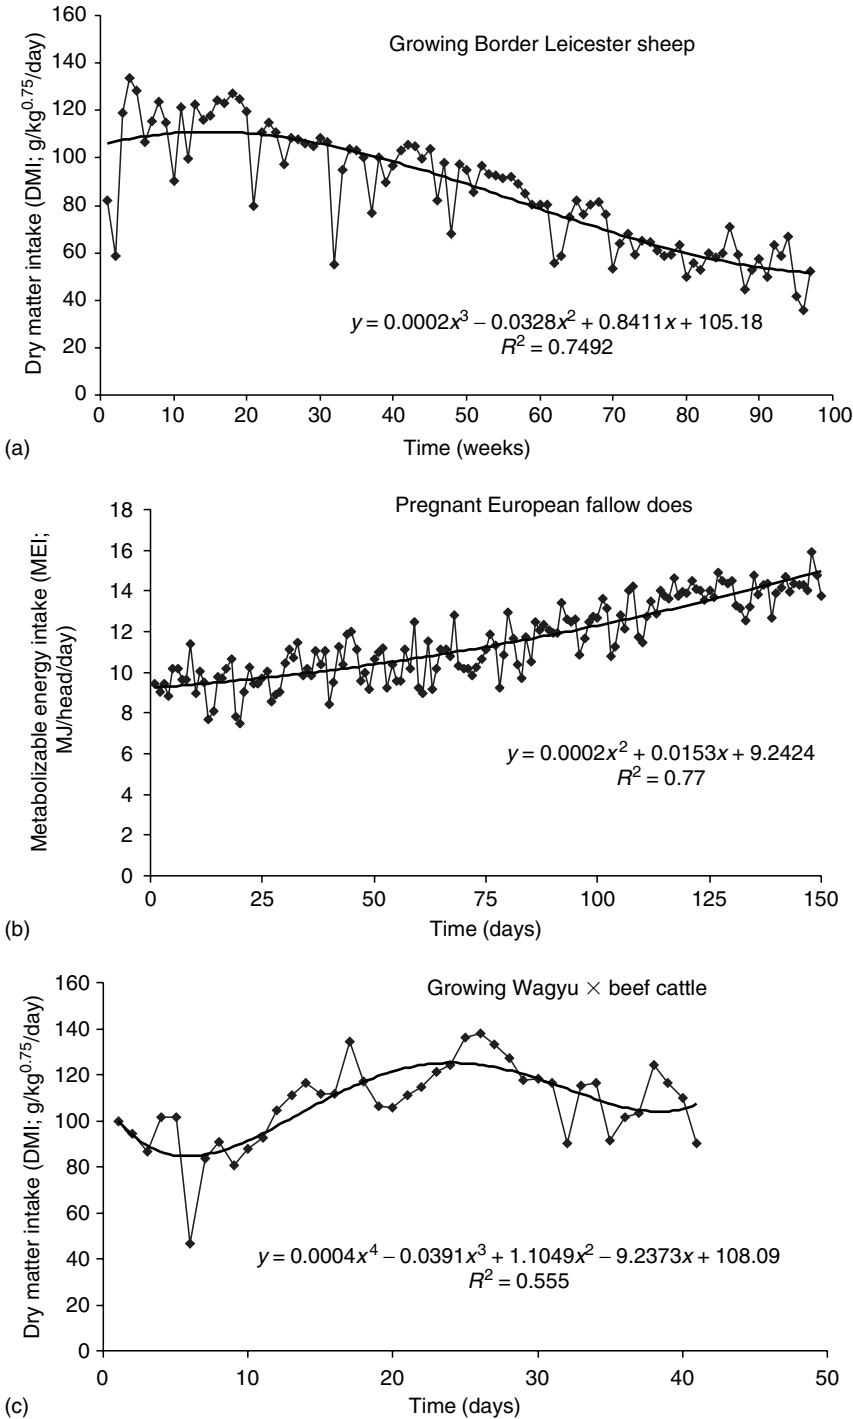 160
Growing Border Leicester sheep
140
120
100
80
60
40
20
0
Dry matter intake (DMI; g/kg^0.75/day)
y = 0.0002x³ − 0.0328x² + 0.8411x + 105.18
R² = 0.7492
0 10 20 30 40 50 60 70 80 90 100
(a)
Time (weeks)
Pregnant European fallow does
18
16
14
12
10
8
6
4
2
0
Metabolizable energy intake (MEI;
MJ/head/day)
y = 0.0002x² + 0.0153x + 9.2424
R² = 0.77
0 25 50 75 100 125 150
(b)
Time (days)
160
Growing Wagyu × beef cattle
140
120
100
80
60
40
20
0
Dry matter intake (DMI; g/kg^0.75/day)
y = 0.0004x⁴ − 0.0391x³ + 1.1049x² − 9.2373x + 108.09
R² = 0.555
0 10 20 30 40 50
(c)
Time (days)